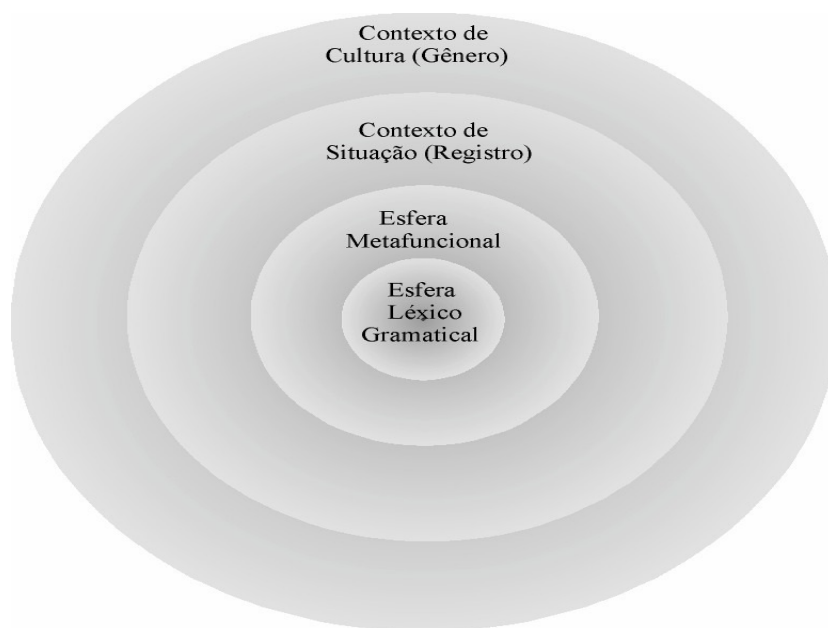 Contexto de
Cultura (Gênero)
Contexto de
Situação (Registro)
Esfera
Metafuncional
Esfera
Léxico
Gramatical